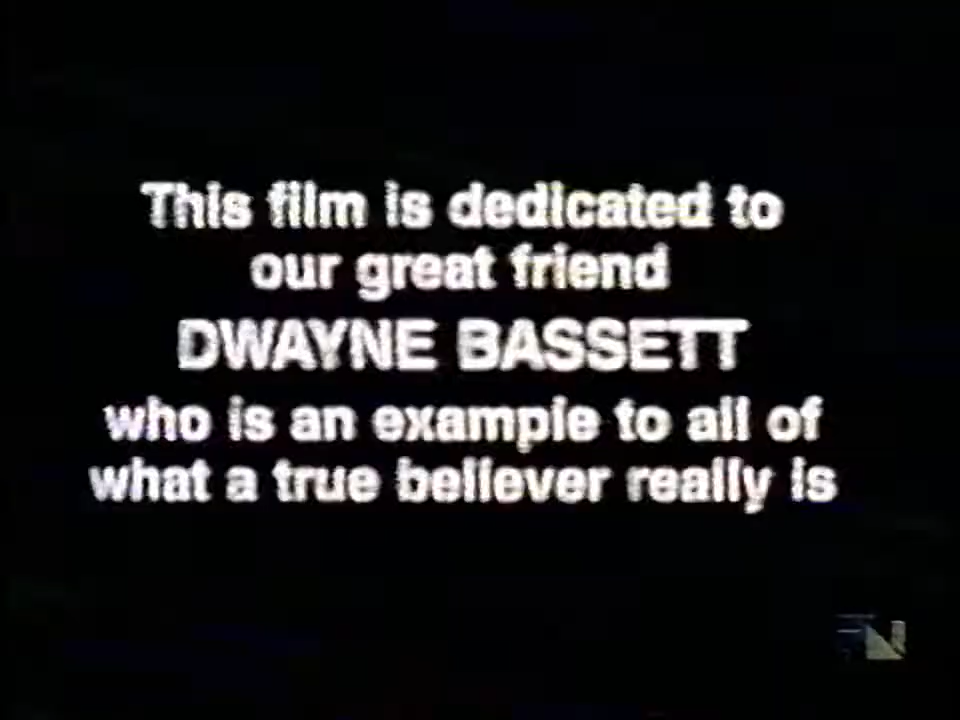 This film is dedicated to
our great friend
DWAYNE BASSETT
who is an example to all of
what a true believer really is